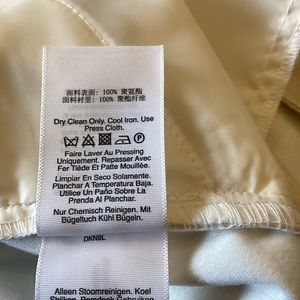 面料表面: 100% 聚氨酯
面料衬里: 100% 聚酯纤维
Dry Clean Only. Cool Iron. Use
Press Cloth.
Faire Laver Au Pressing
Uniquement. Repasser Avec
Fer Tiède Et Patte Mouillée.
Limpiar En Seco Solamente.
Planchar A Temperatura Baja.
Utilice Un Paño Sobre La
Prenda Al Planchar
Nur Chemisch Reinigen. Mit
Bügeltuch Kühl Bügeln.
DKN9L
Alleen Stoomreinigen. Koel